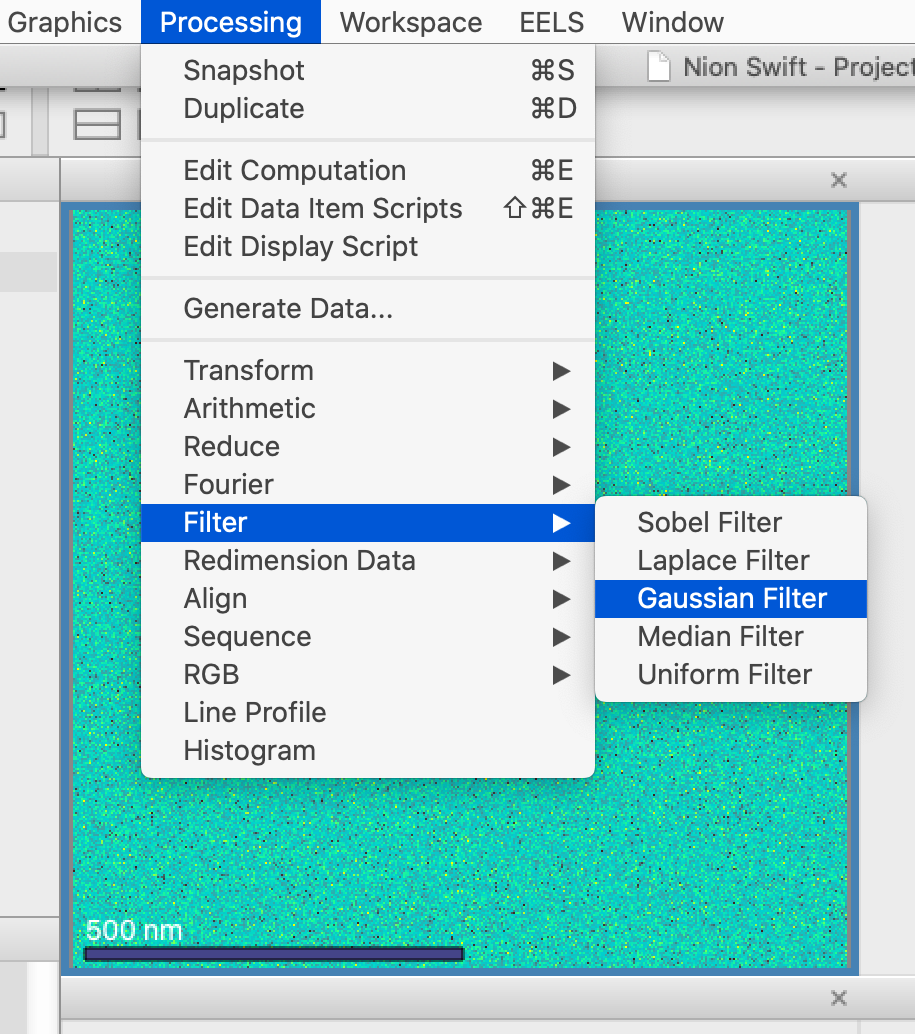 Graphics Processing Workspace EELS Window
Nion Swift - Project
Snapshot ⌘S
Duplicate ⌘D
Edit Computation ⌘E
Edit Data Item Scripts ⇧⌘E
Edit Display Script
Generate Data...
Transform
Arithmetic
Reduce
Fourier
Filter
Sobel Filter
Laplace Filter
Gaussian Filter
Median Filter
Uniform Filter
Redimension Data
Align
Sequence
RGB
Line Profile
Histogram
500 nm